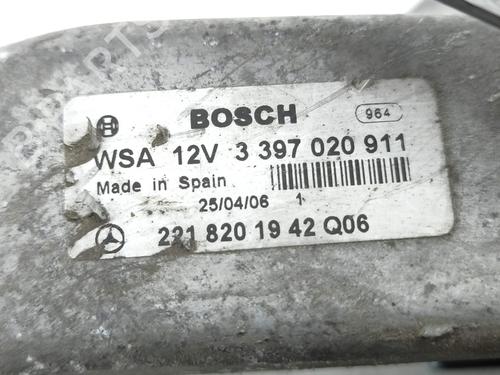 BOSCH
964
WSA 12V 3 397 020 911
Made in Spain
25/04/06 1
221 820 19 42 Q06